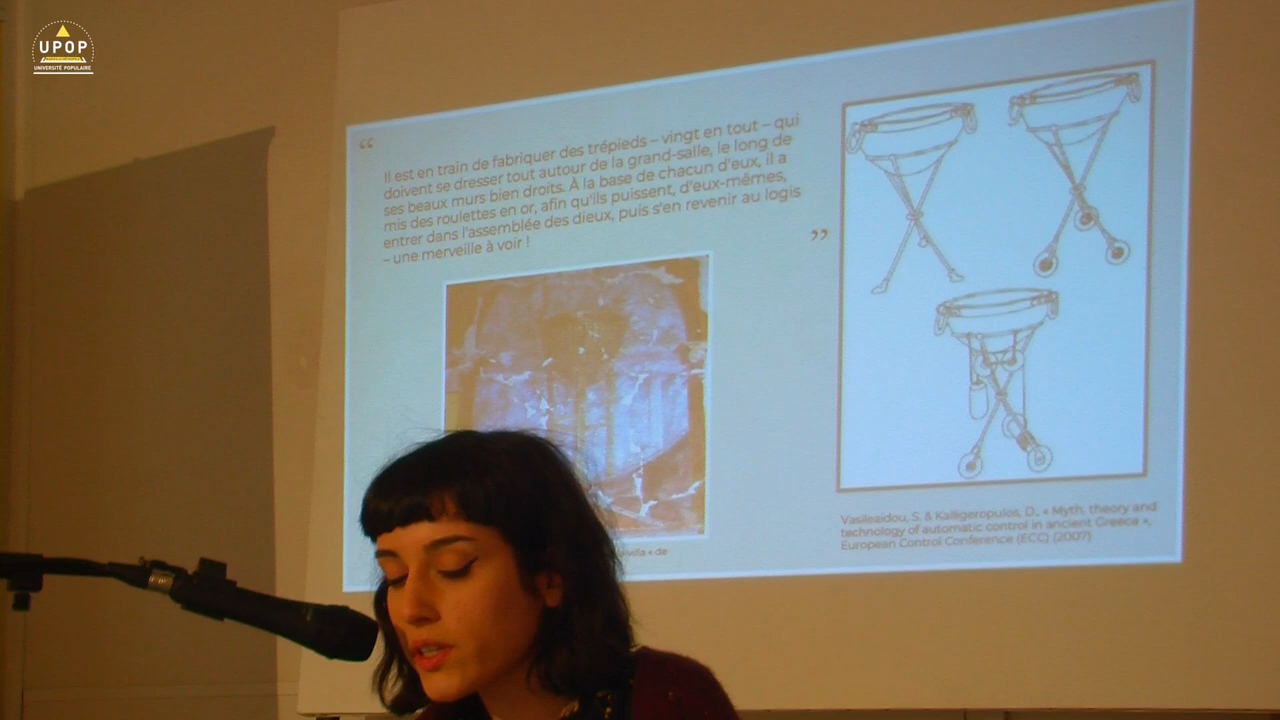 UPOP
UNIVERSITÉ POPULAIRE
“
Il est en train de fabriquer des trépieds – vingt en tout – qui
doivent se dresser tout autour de la grand-salle, le long de
ses beaux murs bien droits. À la base de chacun d'eux, il a
mis des roulettes en or, afin qu'ils puissent, d'eux-mêmes,
entrer dans l'assemblée des dieux, puis s'en revenir au logis
– une merveille à voir !
”
« de
Vasileaidou, S. & Kalligeropulos, D., « Myth, theory and
technology of automatic control in ancient Greece »,
European Control Conference (ECC) (2007)